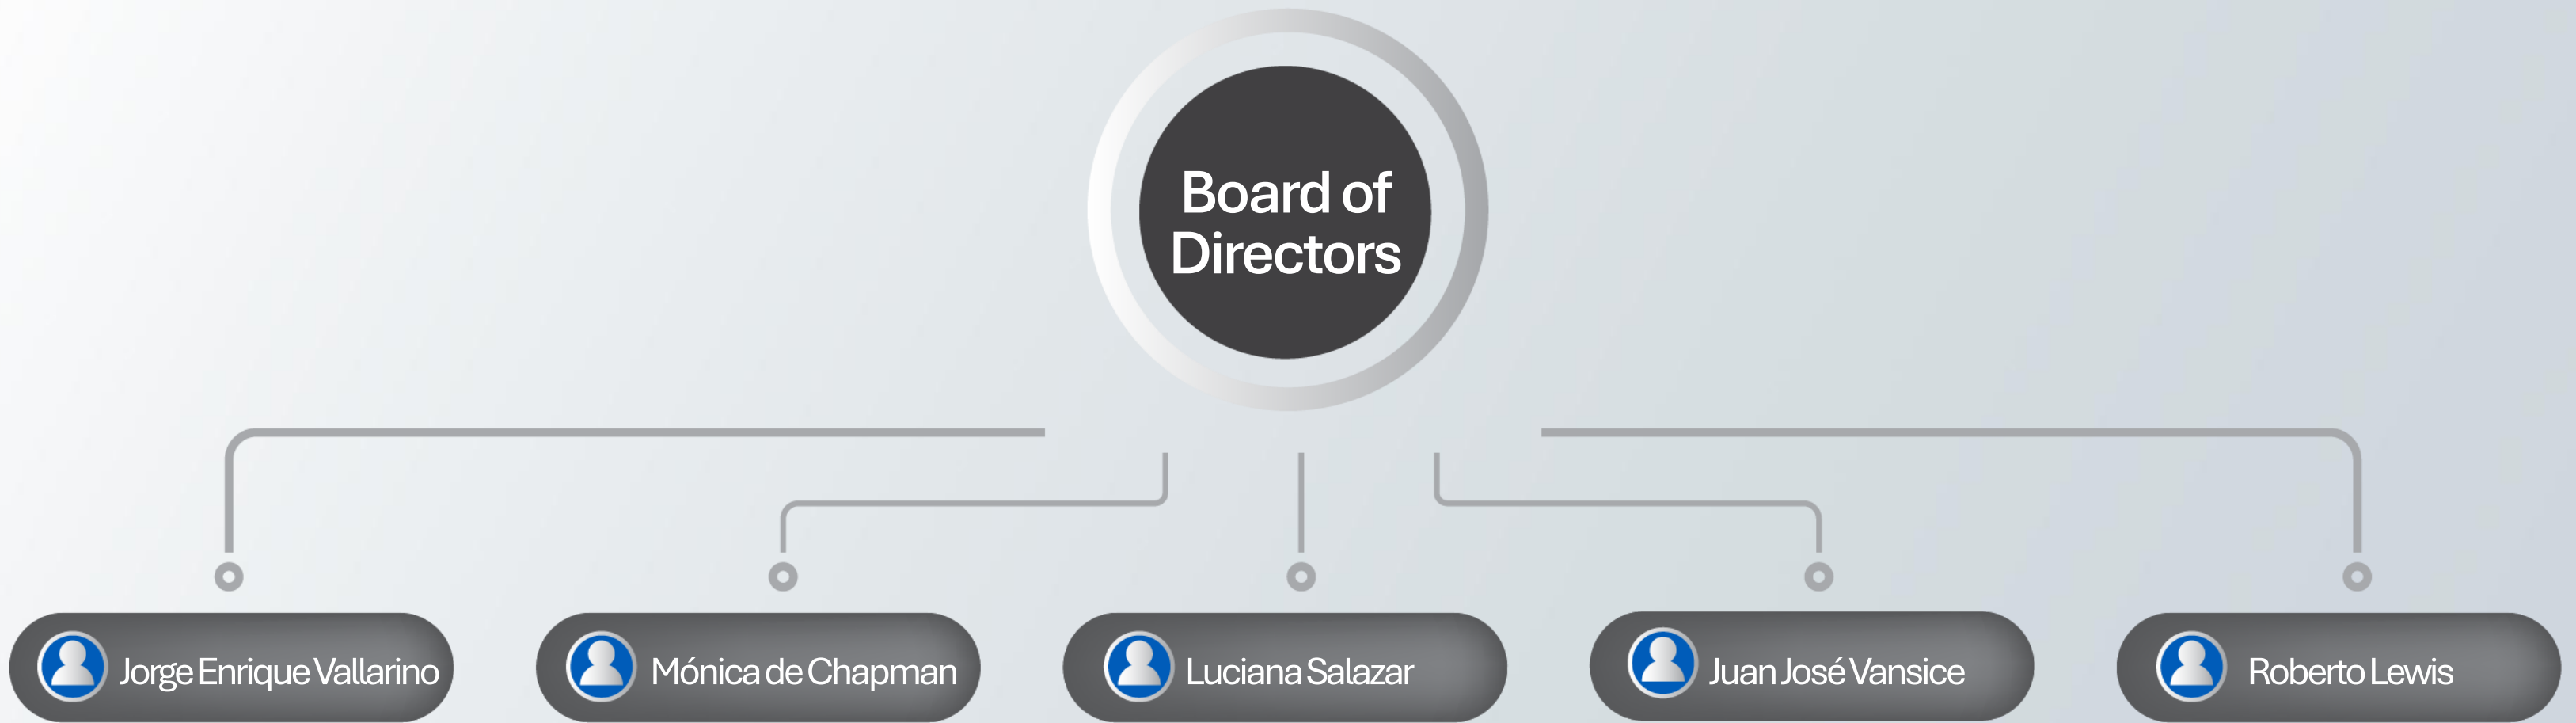 Board of
Directors
Jorge Enrique Vallarino
Mónica de Chapman
Luciana Salazar
Juan José Vansice
Roberto Lewis